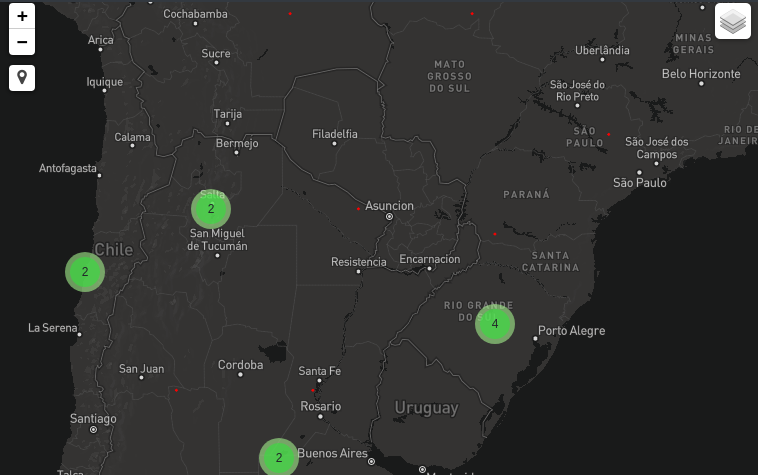 +
−
Cochabamba
Arica
Sucre
Iquique
Tarija
Calama
Bermejo
Filadelfia
Antofagasta
Salta
2
San Miguel
de Tucumán
Asuncion
Chile
2
Resistencia
Encarnacion
La Serena
San Juan
Cordoba
Santa Fe
Rosario
Santiago
Talca
2
Buenos Aires
Uruguay
MATO
GROSSO
DO SUL
Uberlândia
MINAS
GERAIS
Belo Horizonte
São José do
Rio Preto
SÃO
PAULO
São José dos
Campos
RIO DE
JANEIR
São Paulo
PARANÁ
SANTA
CATARINA
RIO GRANDE
DO SUL
4
Porto Alegre